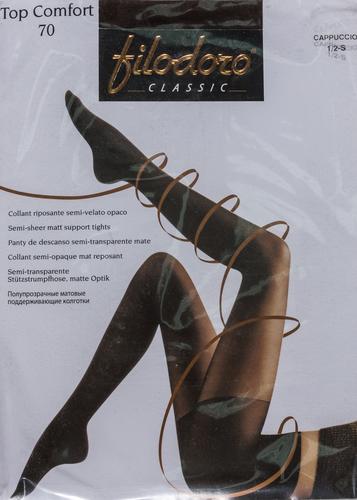 Top Comfort
70
filodoro
CLASSIC
CAPPUCCIO
1/2-S
Collant riposante semi-velato opaco
Semi-sheer matt support tights
Panty de descanso semi-transparente mate
Collant semi-opaque mat reposant
Semi-transparente
Stützstrumpfhose, matte Optik
Полупрозрачные матовые
поддерживающие колготки